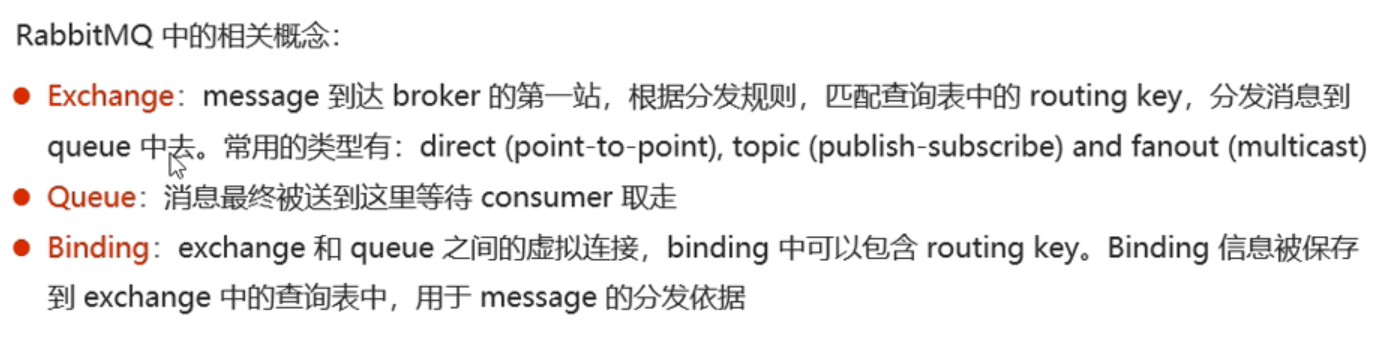 RabbitMQ 中的相关概念：
● Exchange：message 到达 broker 的第一站，根据分发规则，匹配查询表中的 routing key，分发消息到
queue 中去。常用的类型有：direct (point-to-point), topic (publish-subscribe) and fanout (multicast)
● Queue：消息最终被送到这里等待 consumer 取走
● Binding：exchange 和 queue 之间的虚拟连接，binding 中可以包含 routing key。Binding 信息被保存
到 exchange 中的查询表中，用于 message 的分发依据